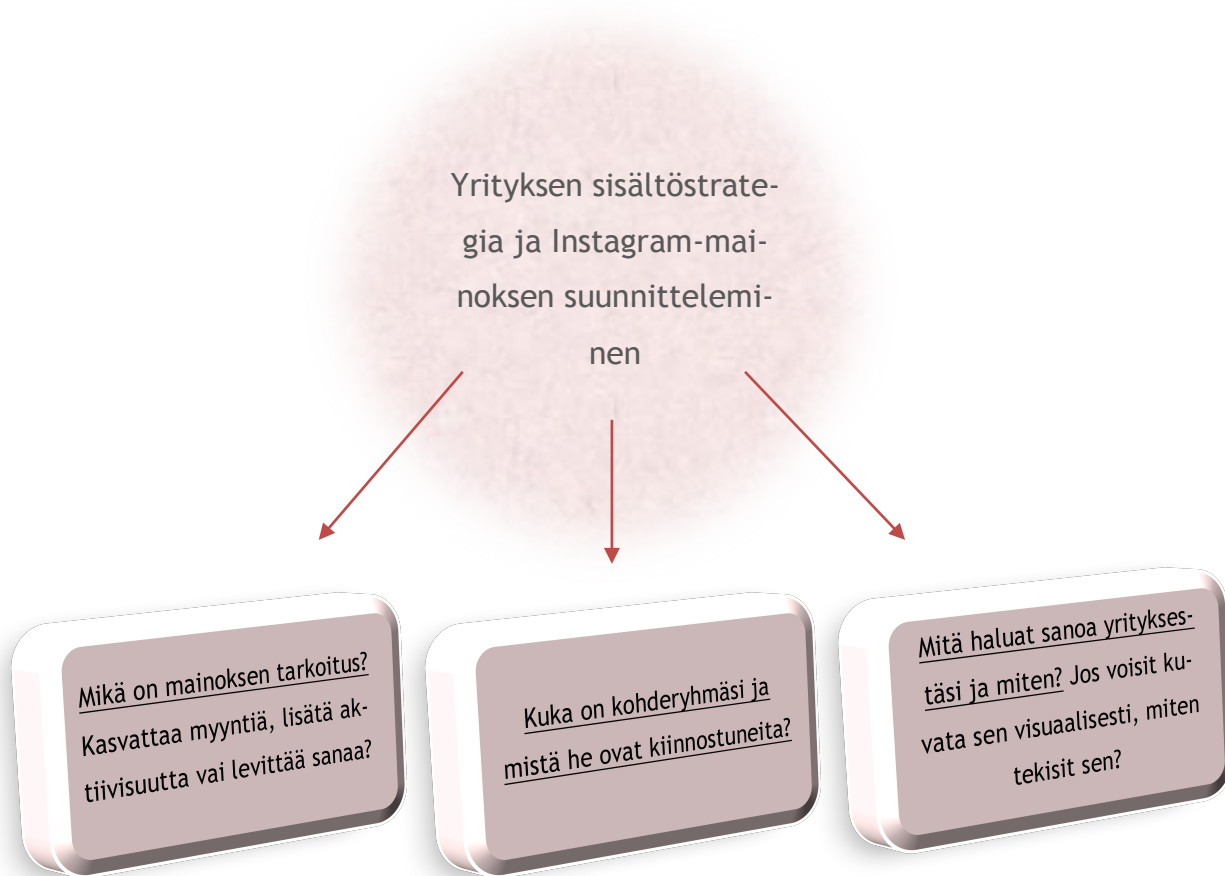 Yrityksen sisältöstrate-
gia ja Instagram-mai-
noksen suunnittelemi-
nen
Mikä on mainoksen tarkoitus?
Kasvattaa myyntiä, lisätä ak-
tiivisuutta vai levittää sanaa?
Kuka on kohderyhmäsi ja
mistä he ovat kiinnostuneita?
Mitä haluat sanoa yritykses-
täsi ja miten? Jos voisit ku-
vata sen visuaalisesti, miten
tekisit sen?